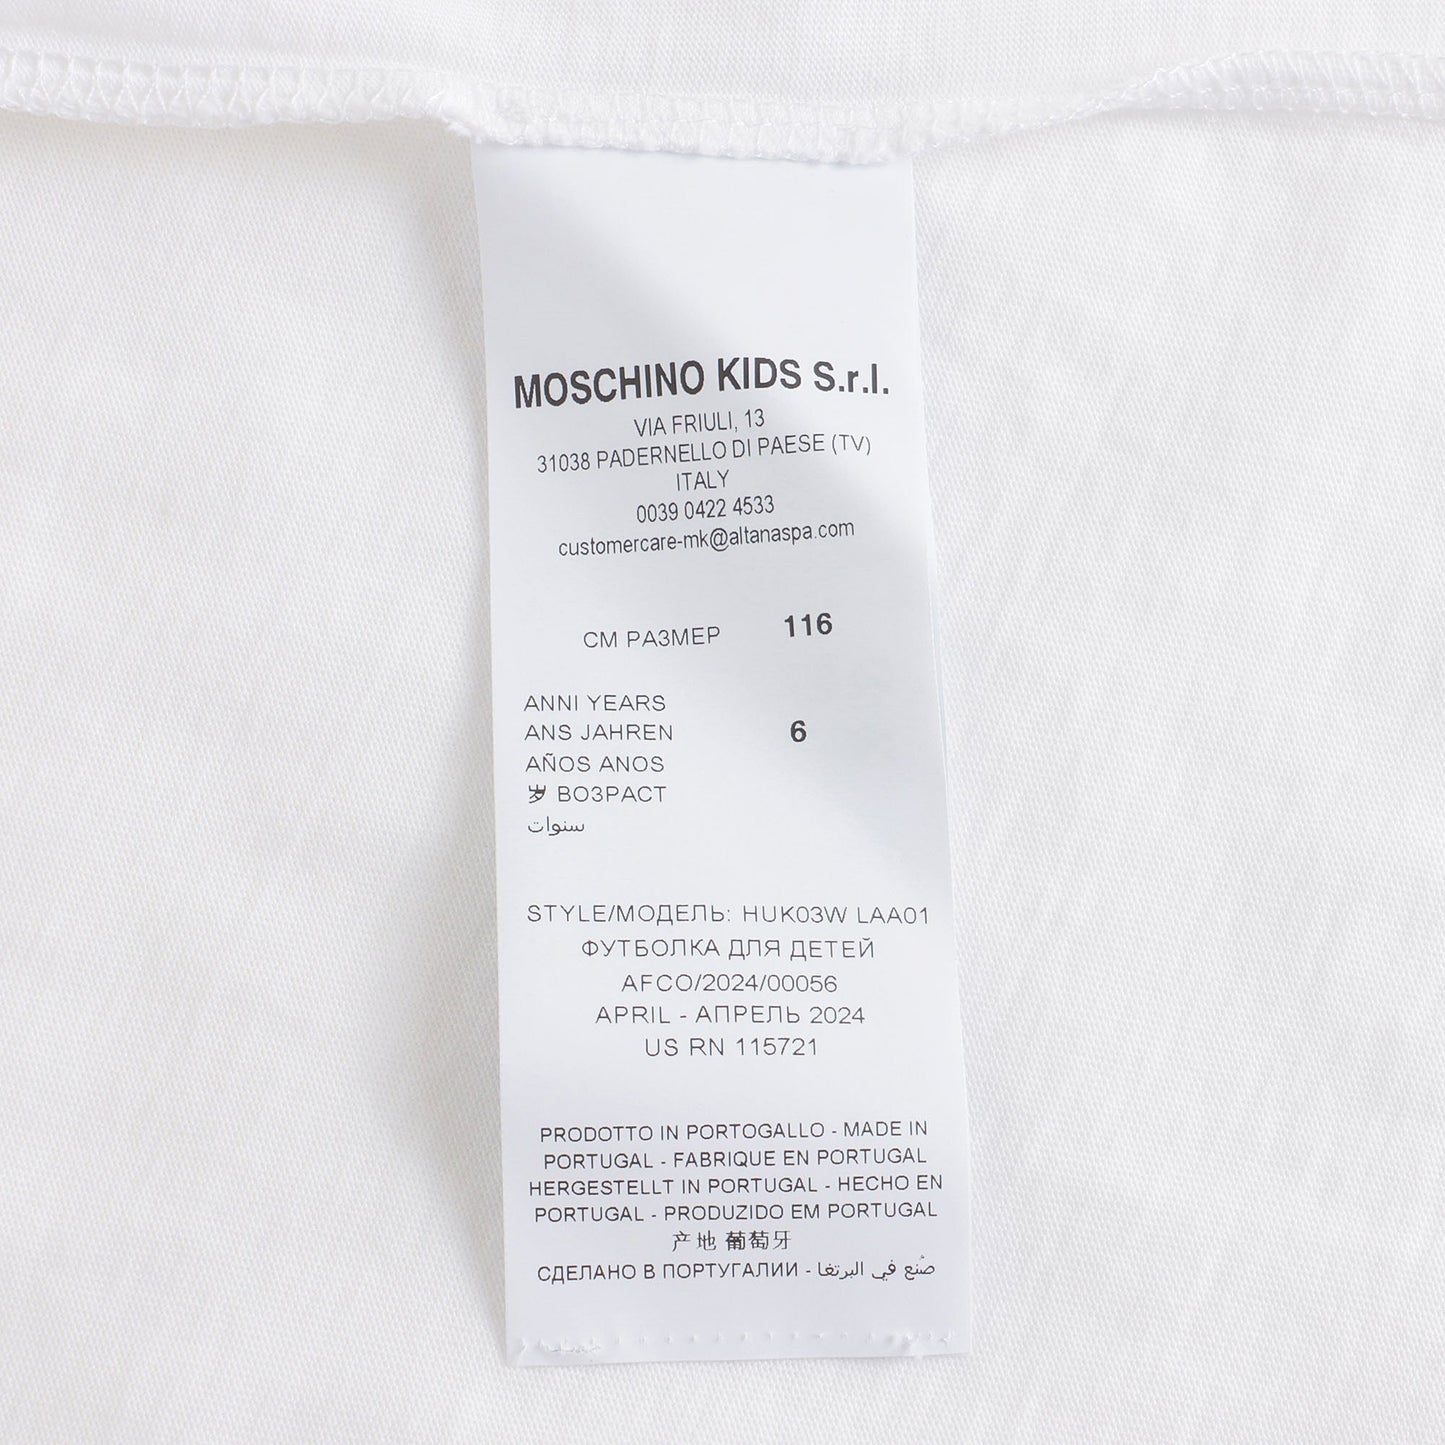 MOSCHINO KIDS S.r.l.
VIA FRIULI, 13
31038 PADERNELLO DI PAESE (TV)
ITALY
0039 0422 4533
customercare-mk@altanaspa.com
СМ РАЗМЕР 116
ANNI YEARS
ANS JAHREN 6
AÑOS ANOS
岁 ВОЗРАСТ
سنوات
STYLE/МОДЕЛЬ: HUK03W LAA01
ФУТБОЛКА ДЛЯ ДЕТЕЙ
AFCO/2024/00056
APRIL - АПРЕЛЬ 2024
US RN 115721
PRODOTTO IN PORTOGALLO - MADE IN
PORTUGAL - FABRIQUE EN PORTUGAL
HERGESTELLT IN PORTUGAL - HECHO EN
PORTUGAL - PRODUZIDO EM PORTUGAL
产地 葡萄牙
СДЕЛАНО В ПОРТУГАЛИИ - صُنع في البرتغا